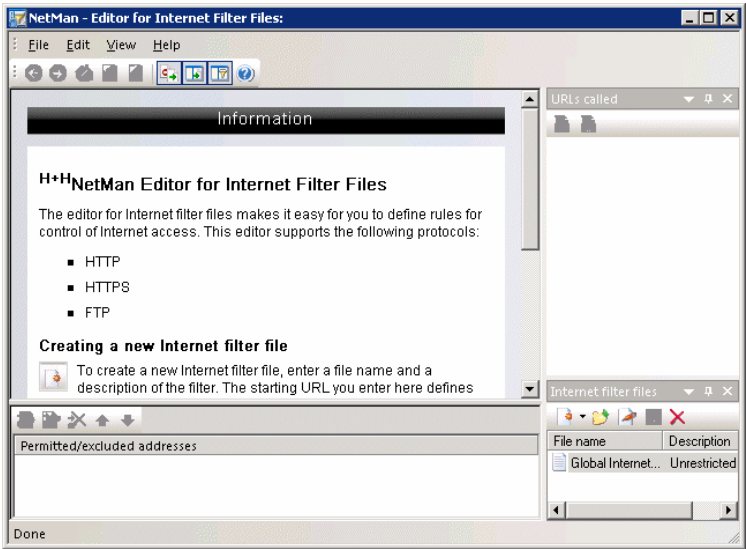 NetMan - Editor for Internet Filter Files:
File Edit View Help
Information
H+HNetMan Editor for Internet Filter Files
The editor for Internet filter files makes it easy for you to define rules for
control of Internet access. This editor supports the following protocols:
HTTP
HTTPS
FTP
Creating a new Internet filter file
To create a new Internet filter file, enter a file name and a
description of the filter. The starting URL you enter here defines
URLs called
Internet filter files
File name Description
Global Internet... Unrestricted
Permitted/excluded addresses
Done